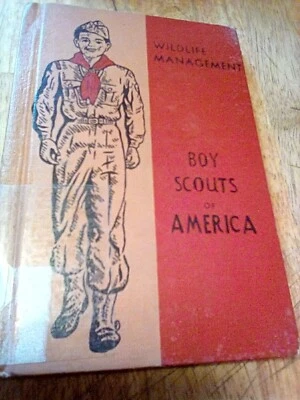 WILDLIFE
MANAGEMENT
BOY
SCOUTS
OF
AMERICA